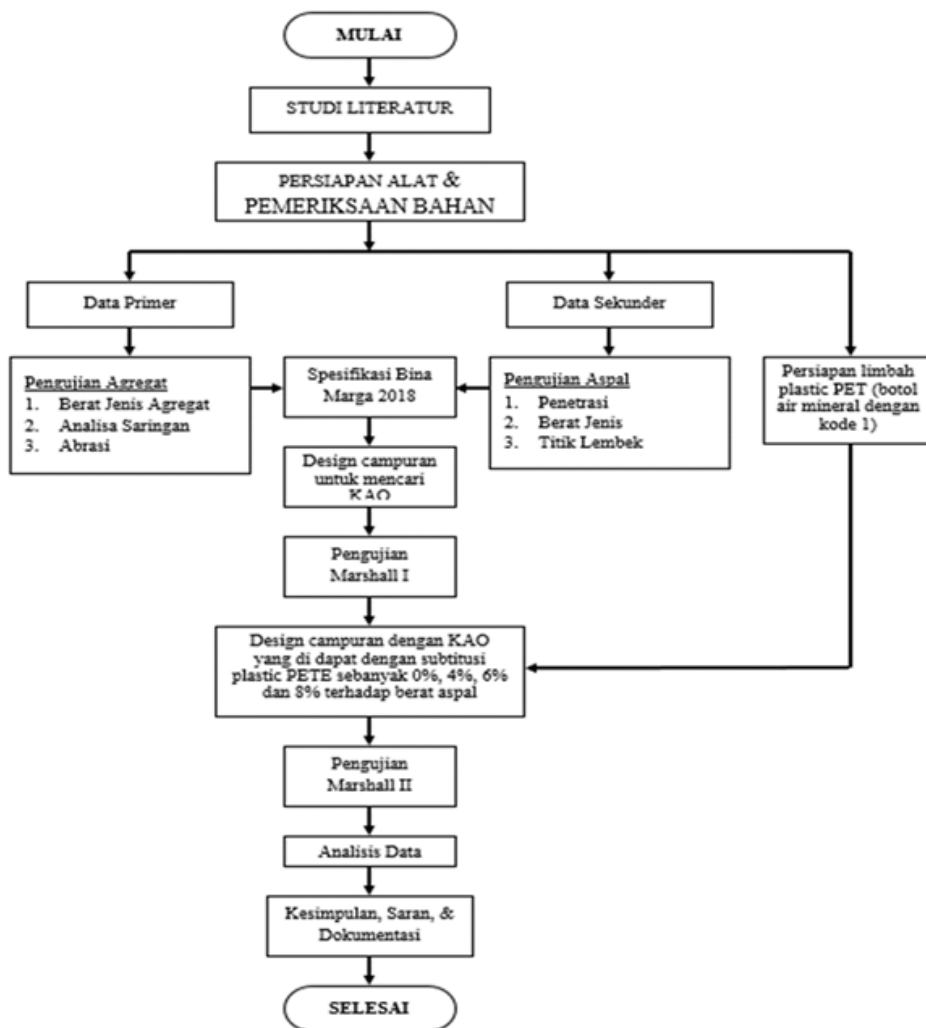 MULAI
STUDI LITERATUR
PERSIAPAN ALAT &
PEMERIKSAAN BAHAN
Data Primer
Data Sekunder
Pengujian Agregat
1. Berat Jenis Agregat
2. Analisa Saringan
3. Abrasi
Spesifikasi Bina
Marga 2018
Pengujian Aspal
1. Penetrasi
2. Berat Jenis
3. Titik Lembek
Persiapan limbah
plastic PET (botol
air mineral dengan
kode 1)
Design campuran
untuk mencari
KAO
Pengujian
Marshall I
Design campuran dengan KAO
yang di dapat dengan subtitusi
plastic PETE sebanyak 0%, 4%, 6%
dan 8% terhadap berat aspal
Pengujian
Marshall II
Analisis Data
Kesimpulan, Saran, &
Dokumentasi
SELESAI